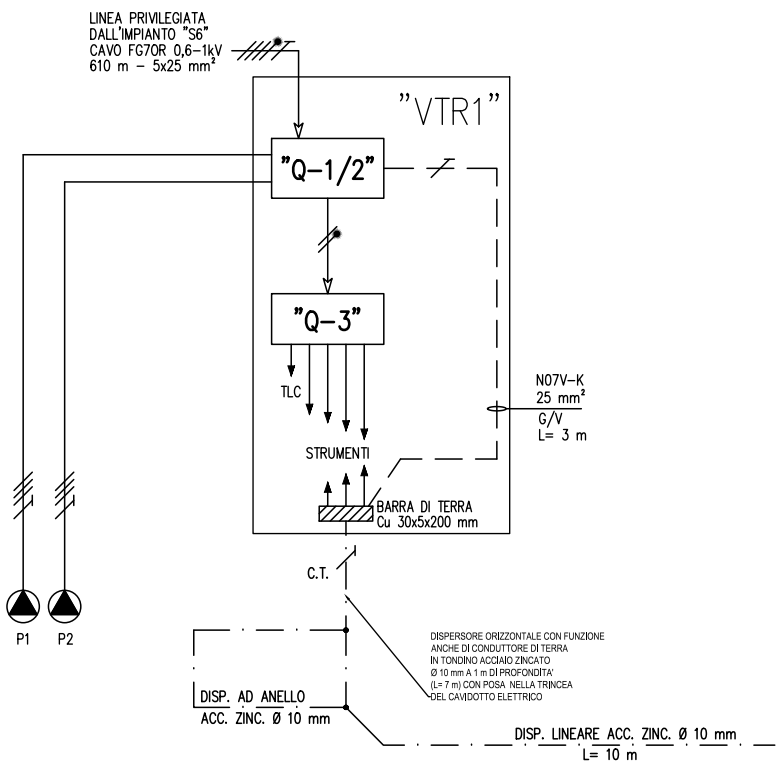 LINEA PRIVILEGIATA
DALL'IMPIANTO "S6"
CAVO FG7OR 0,6-1kV
610 m - 5x25 mm²
"VTR1"
"Q-1/2"
"Q-3"
TLC
N07V-K
25 mm²
G/V
L= 3 m
STRUMENTI
BARRA DI TERRA
Cu 30x5x200 mm
C.T.
P1
P2
DISPERSORE ORIZZONTALE CON FUNZIONE
ANCHE DI CONDUTTORE DI TERRA
IN TONDINO ACCIAIO ZINCATO
Ø 10 mm A 1 m DI PROFONDITA'
(L= 7 m) CON POSA NELLA TRINCEA
DEL CAVIDOTTO ELETTRICO
DISP. AD ANELLO
ACC. ZINC. Ø 10 mm
DISP. LINEARE ACC. ZINC. Ø 10 mm
L= 10 m